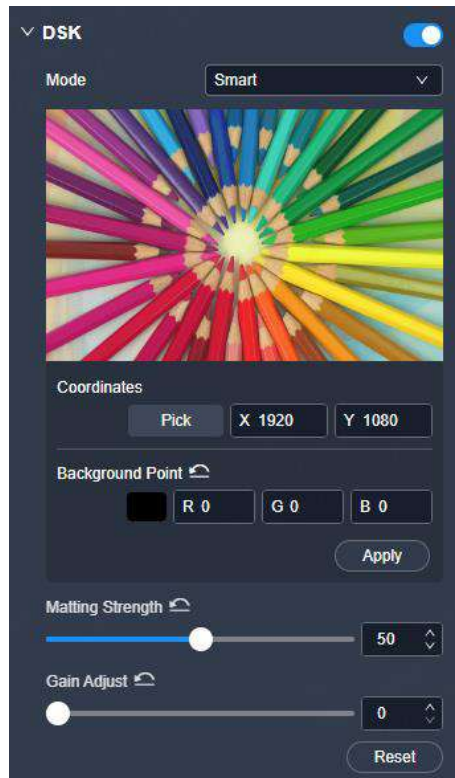 DSK
Mode Smart
Coordinates
Pick X 1920 Y 1080
Background Point
R 0 G 0 B 0
Apply
Matting Strength
50
Gain Adjust
0
Reset